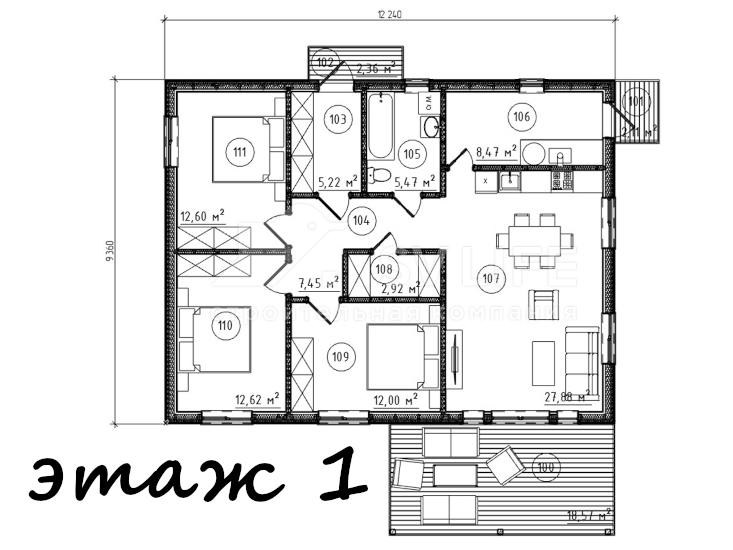 12 240
102
2,36 м²
101
2,11 м²
103
106
Ст.М.
111
105
8,47 м²
5,22 м²
5,47 м²
X
12,60 м²
104
LIFE
108
107
7,45 м²
2,92 м²
строительная компания
9 360
110
109
12,62 м²
12,00 м²
27,88 м²
этаж 1
100
18,57 м²